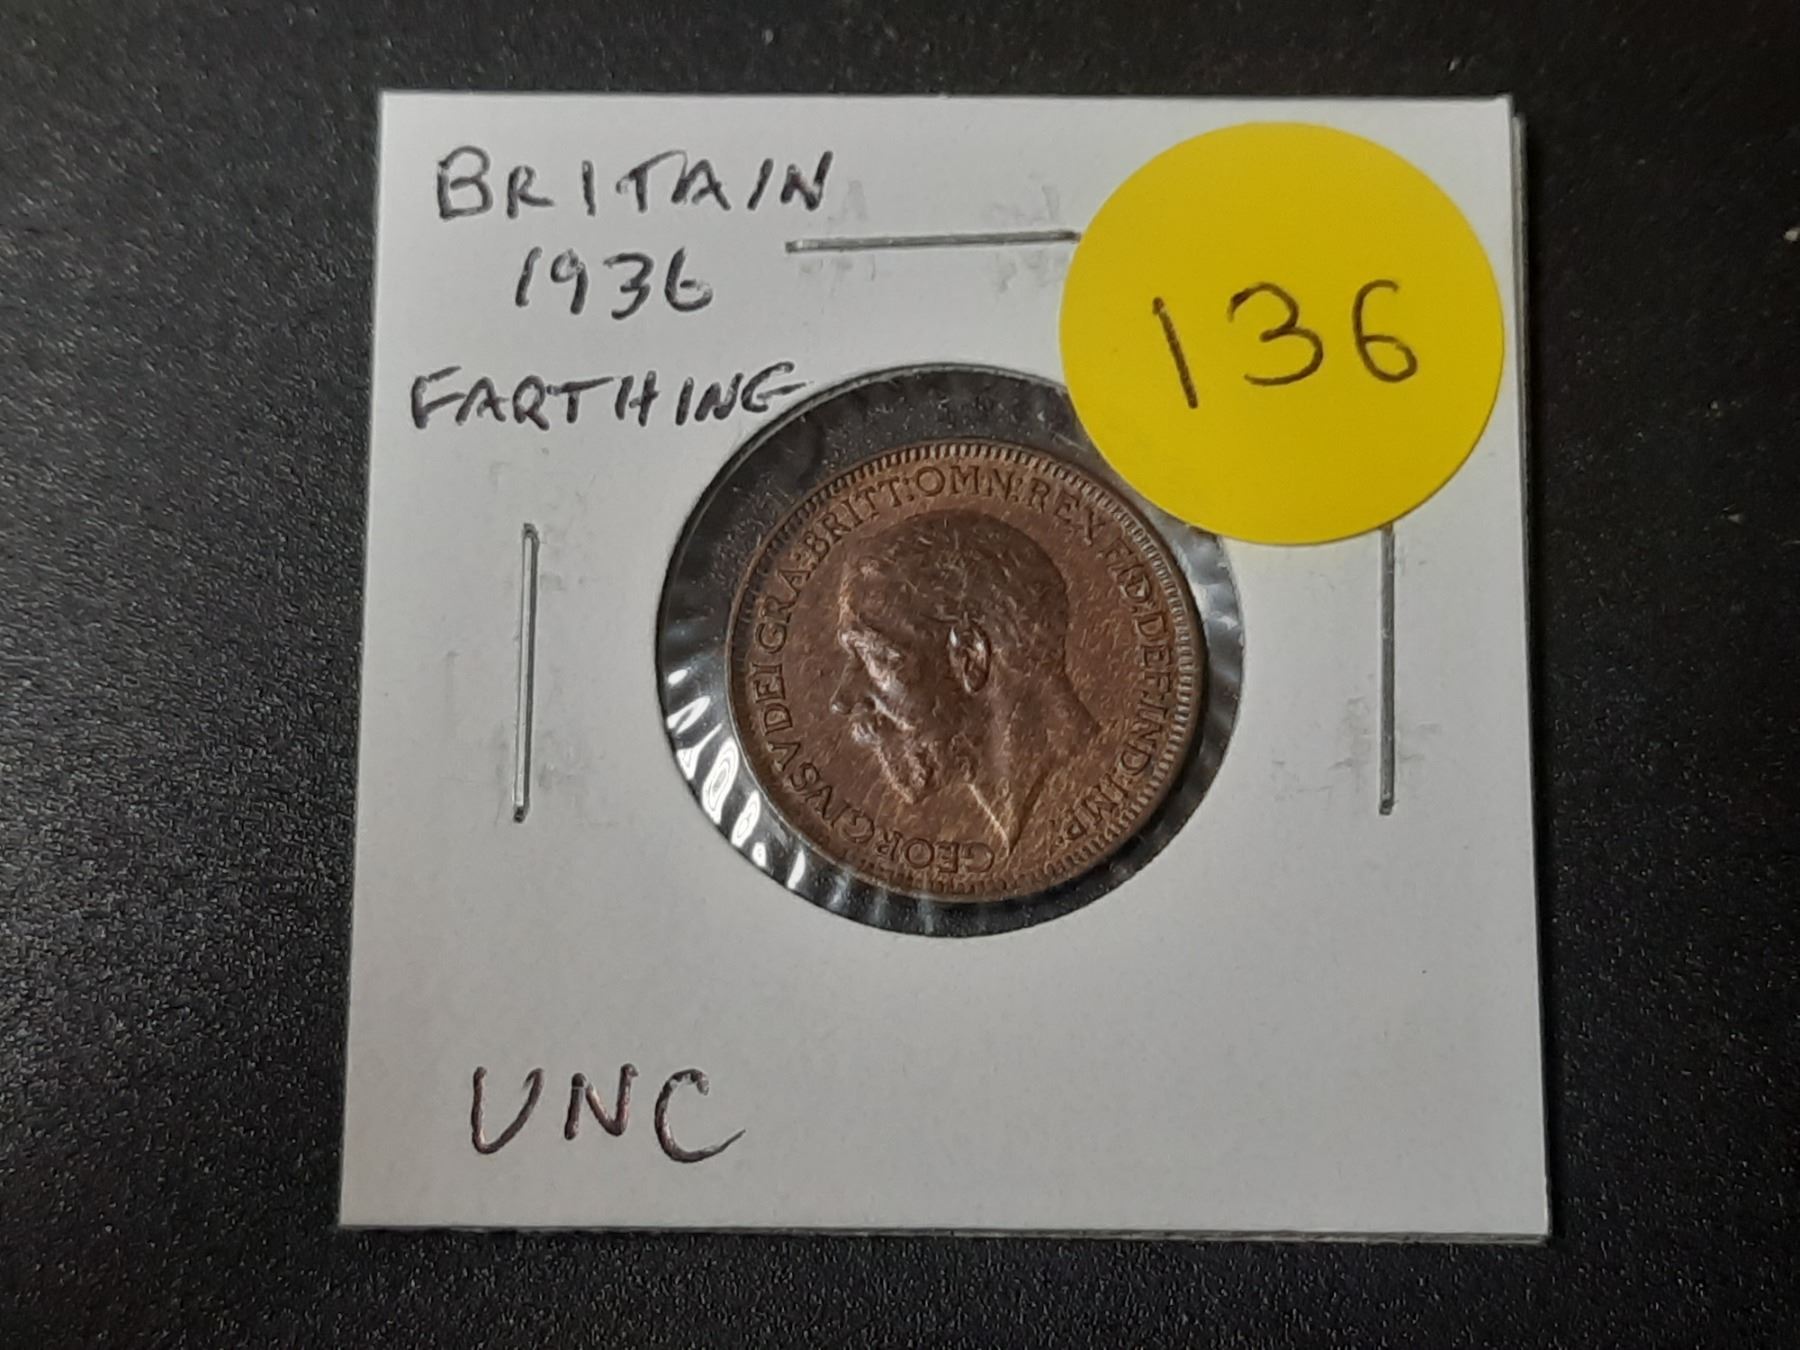 BRITAIN
1936
FARTHING
136
GEORGIVS V DEI GRA: BRITT: OMN: REX FID: DEF: IND: IMP:
UNC